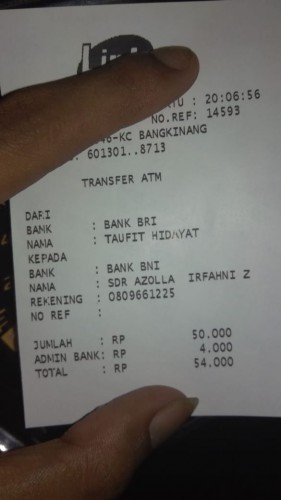 : 20:06:56
NO.REF: 14593
-KC BANGKINANG
: 601301..8713
TRANSFER ATM
DARI
BANK : BANK BRI
NAMA : TAUFIT HIDAYAT
KEPADA
BANK : BANK BNI
NAMA : SDR AZOLLA IRFAHNI Z
REKENING : 0809661225
NO REF :
JUMLAH : RP 50.000
ADMIN BANK: RP 4.000
TOTAL : RP 54.000